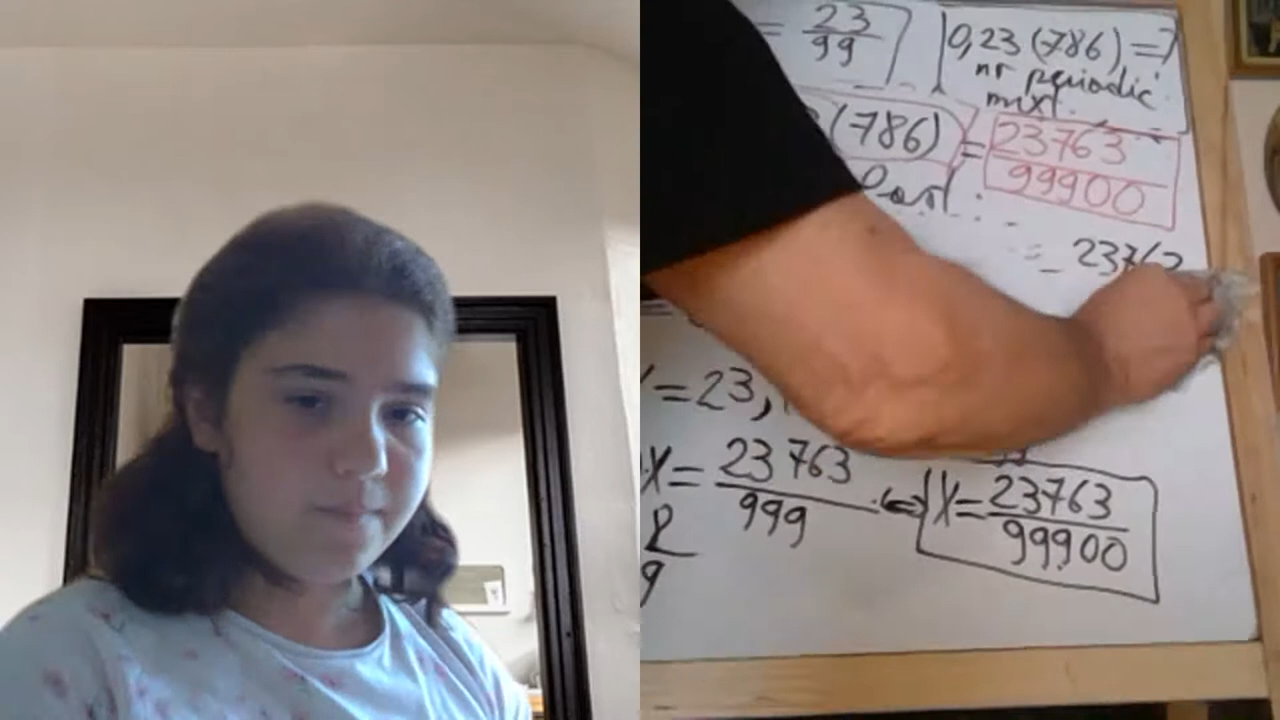 = 23/99
0,23(786) = ?
nr periodic
mixt.
(786) = 23763/99900
23763
= 23,
X = 23763/999 <=> X = 23763/99900